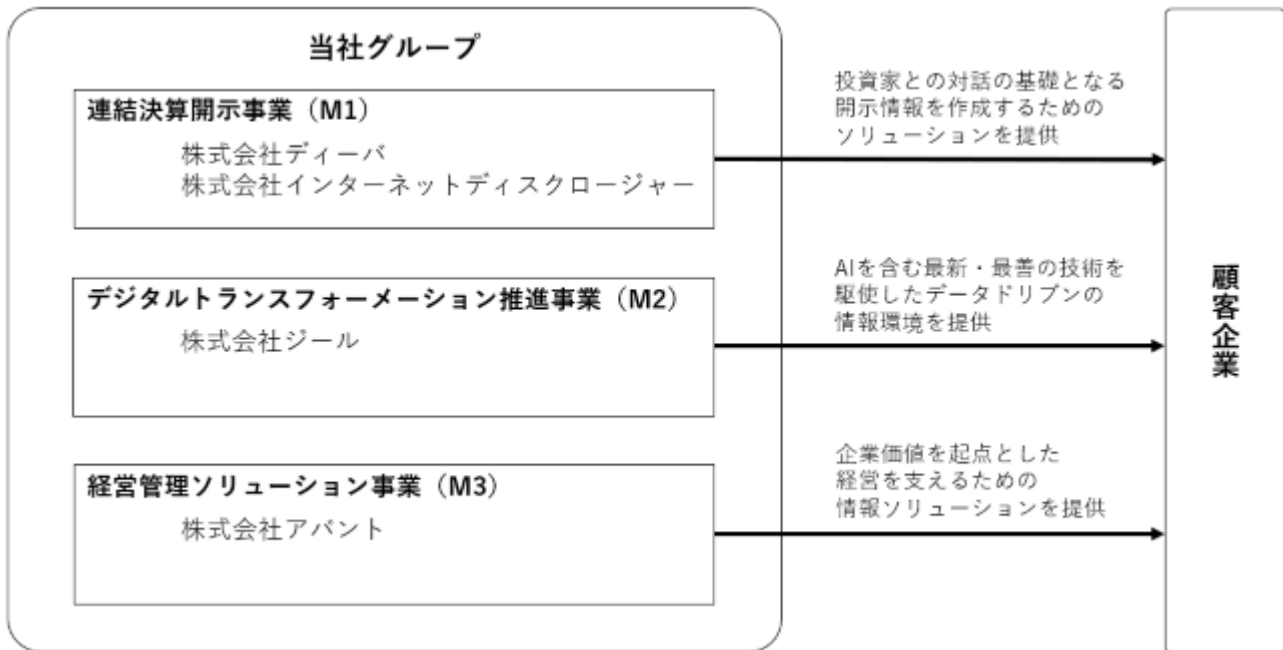 当社グループ
連結決算開示事業（M1）
株式会社ディーバ
株式会社インターネットディスクロージャー
投資家との対話の基礎となる
開示情報を作成するための
ソリューションを提供
デジタルトランスフォーメーション推進事業（M2）
株式会社ジール
AIを含む最新・最善の技術を
駆使したデータドリブンの
情報環境を提供
経営管理ソリューション事業（M3）
株式会社アバント
企業価値を起点とした
経営を支えるための
情報ソリューションを提供
顧客企業